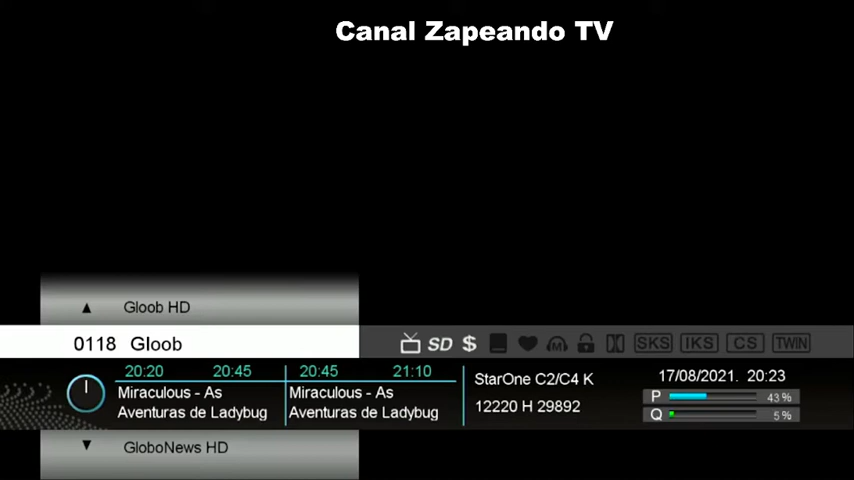 Canal Zapeando TV
Gloob HD
0118 Gloob
SD $ SKS IKS CS TWIN
20:20 20:45 20:45 21:10
Miraculous - As
Aventuras de Ladybug
Miraculous - As
Aventuras de Ladybug
StarOne C2/C4 K
12220 H 29892
17/08/2021. 20:23
P 43 %
Q 5 %
GloboNews HD